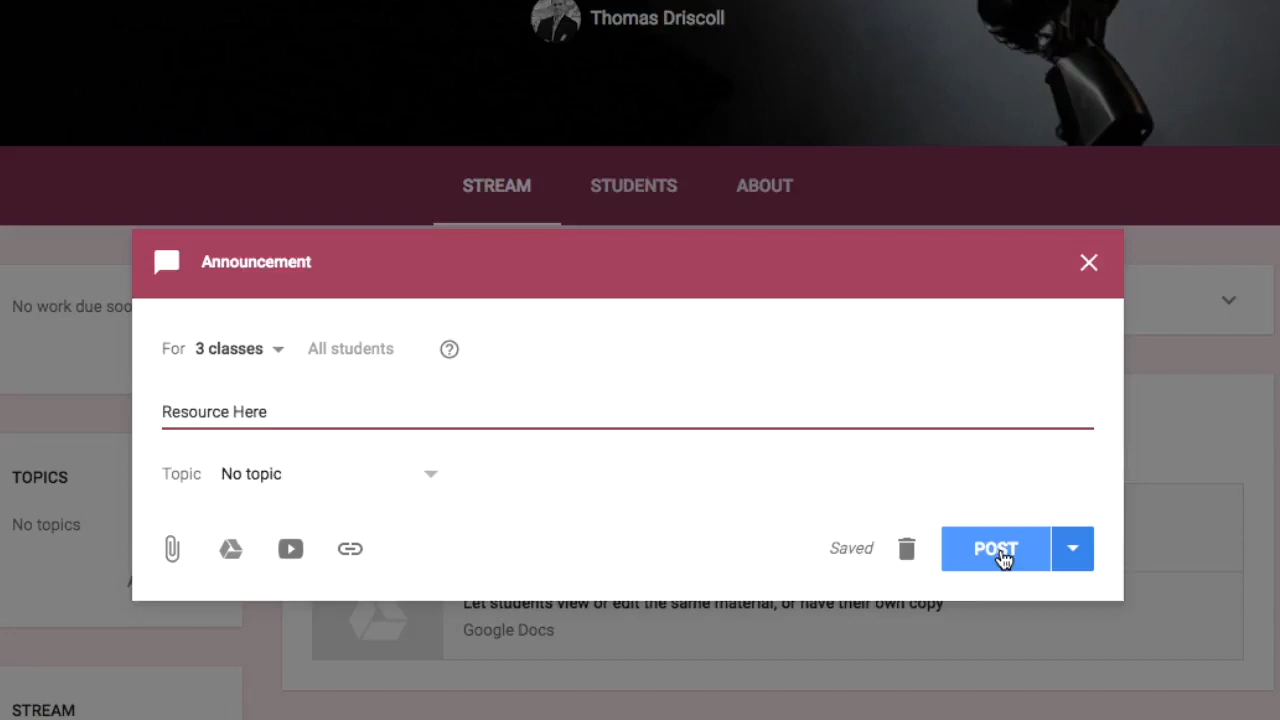 Thomas Driscoll
STREAM STUDENTS ABOUT
Announcement
No work due soo
For 3 classes All students
Resource Here
Topic No topic
TOPICS
No topics
Saved POST
Let students view or edit the same material, or have their own copy
Google Docs
STREAM